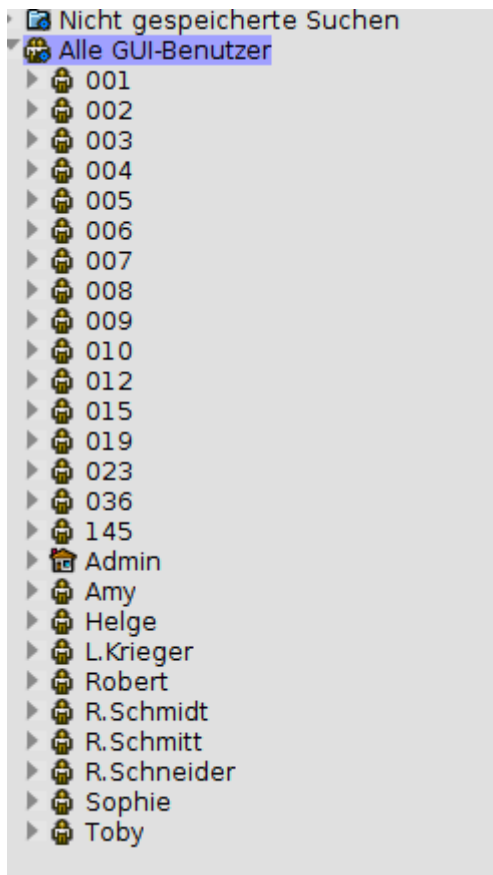 Nicht gespeicherte Suchen
Alle GUI-Benutzer
001
002
003
004
005
006
007
008
009
010
012
015
019
023
036
145
Admin
Amy
Helge
L.Krieger
Robert
R.Schmidt
R.Schmitt
R.Schneider
Sophie
Toby